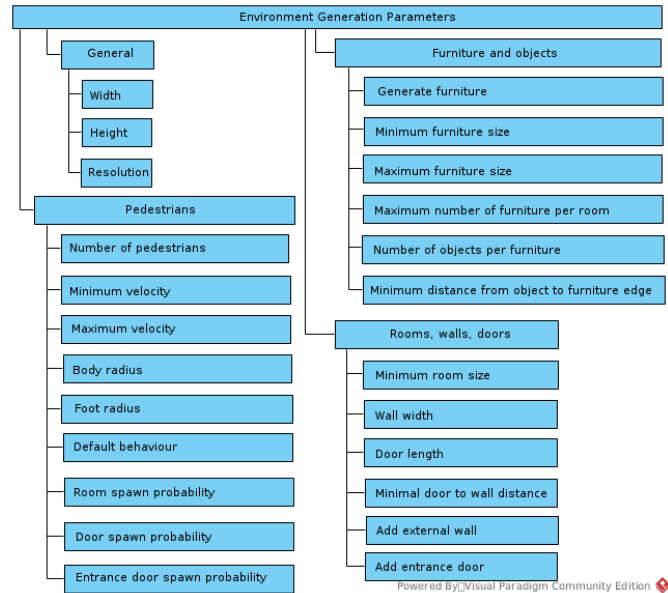 Environment Generation Parameters
General
Width
Height
Resolution
Pedestrians
Number of pedestrians
Minimum velocity
Maximum velocity
Body radius
Foot radius
Default behaviour
Room spawn probability
Door spawn probability
Entrance door spawn probability
Furniture and objects
Generate furniture
Minimum furniture size
Maximum furniture size
Maximum number of furniture per room
Number of objects per furniture
Minimum distance from object to furniture edge
Rooms, walls, doors
Minimum room size
Wall width
Door length
Minimal door to wall distance
Add external wall
Add entrance door
Powered By▯Visual Paradigm Community Edition